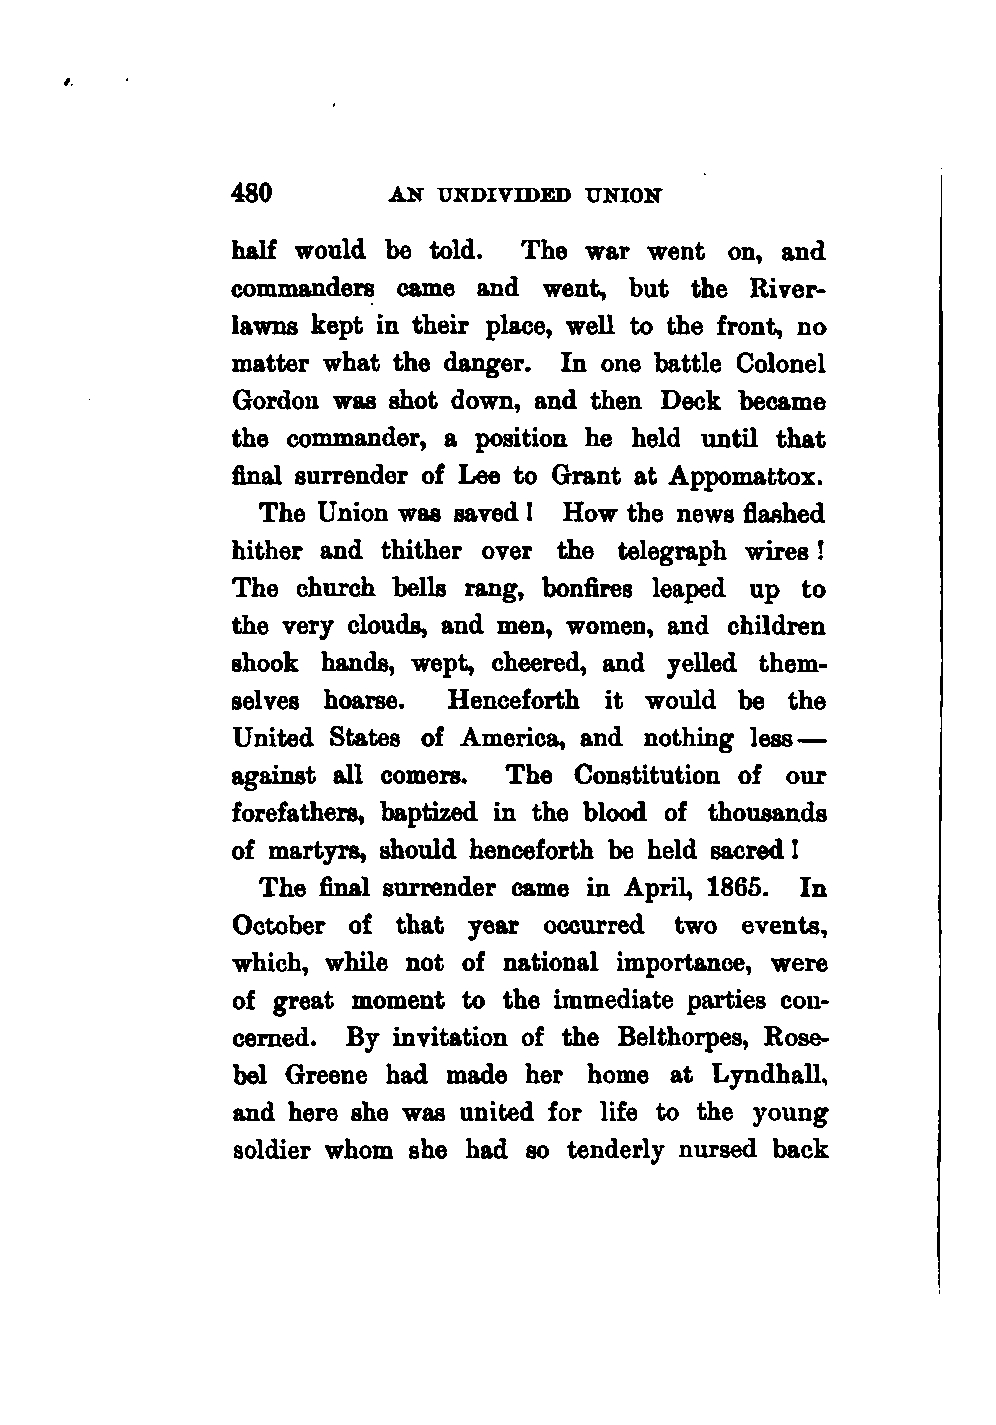 480 AN UNDIVIDED UNION
half would be told. The war went on, and
commanders came and went, but the River-
lawns kept in their place, well to the front, no
matter what the danger. In one battle Colonel
Gordon was shot down, and then Deck became
the commander, a position he held until that
final surrender of Lee to Grant at Appomattox.
The Union was saved! How the news flashed
hither and thither over the telegraph wires!
The church bells rang, bonfires leaped up to
the very clouds, and men, women, and children
shook hands, wept, cheered, and yelled them-
selves hoarse. Henceforth it would be the
United States of America, and nothing less—
against all comers. The Constitution of our
forefathers, baptized in the blood of thousands
of martyrs, should henceforth be held sacred!
The final surrender came in April, 1865. In
October of that year occurred two events,
which, while not of national importance, were
of great moment to the immediate parties con-
cerned. By invitation of the Belthorpes, Rose-
bel Greene had made her home at Lyndhall,
and here she was united for life to the young
soldier whom she had so tenderly nursed back